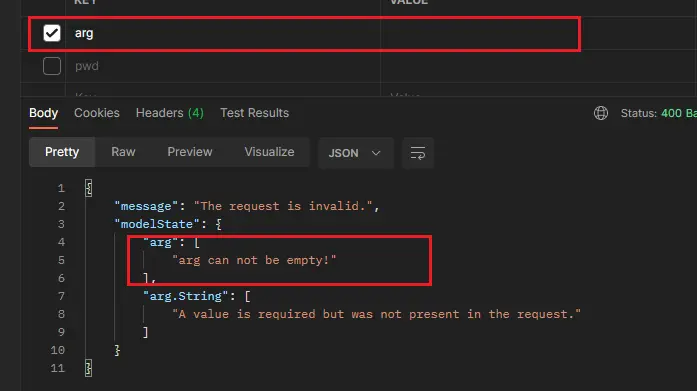 KEY VALUE
arg
pwd
Key Value
Body Cookies Headers (4) Test Results Status: 400 Ba
Pretty Raw Preview Visualize JSON
1 {
2 "message": "The request is invalid.",
3 "modelState": {
4 "arg": [
5 "arg can not be empty!"
6 ],
7 "arg.String": [
8 "A value is required but was not present in the request."
9 ]
10 }
11 }